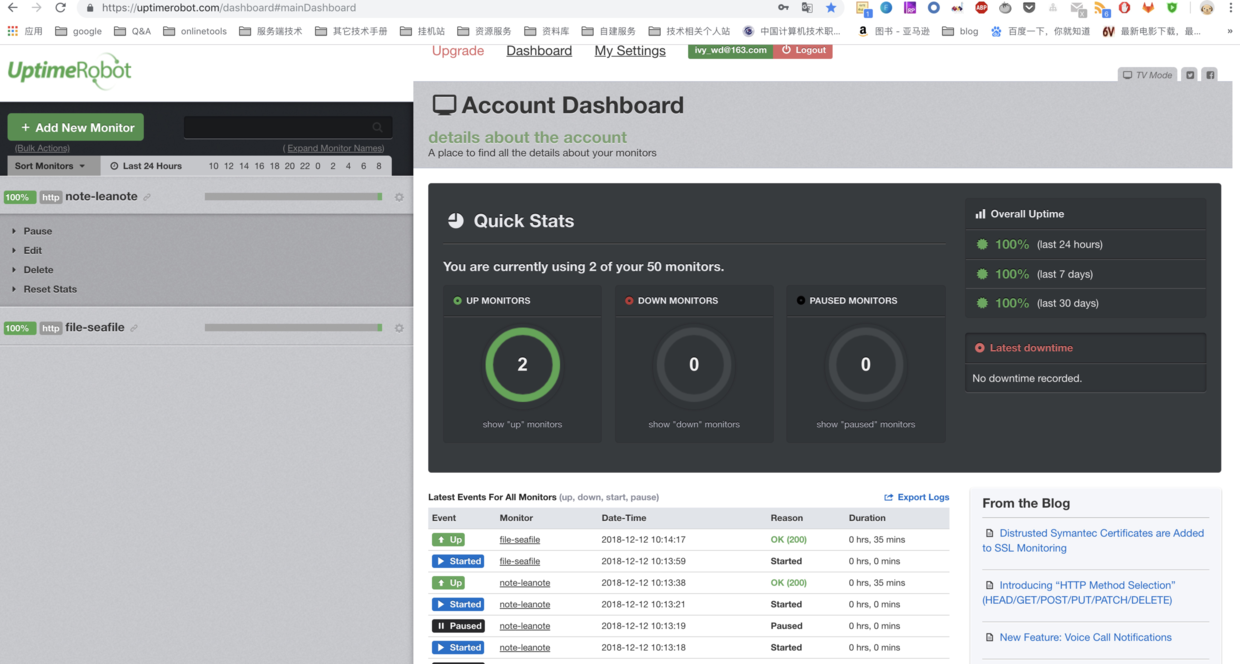 https://uptimerobot.com/dashboard#mainDashboard
应用 google Q&A onlinetools 服务端技术 其它技术手册 挂机站 资源服务 资料库 自建服务 技术相关个人站 中国计算机技术职... 图书 - 亚马逊 blog 百度一下，你就知道 最新电影下载，最... »
UptimeRobot
Upgrade Dashboard My Settings ivy_wd@163.com Logout
TV Mode
+ Add New Monitor
(Bulk Actions) ( Expand Monitor Names)
Sort Monitors Last 24 Hours 10 12 14 16 18 20 22 0 2 4 6 8
100% http note-leanote
Pause
Edit
Delete
Reset Stats
100% http file-seafile
Account Dashboard
details about the account
A place to find all the details about your monitors
Quick Stats
You are currently using 2 of your 50 monitors.
UP MONITORS DOWN MONITORS PAUSED MONITORS
2 0 0
show "up" monitors show "down" monitors show "paused" monitors
Overall Uptime
100% (last 24 hours)
100% (last 7 days)
100% (last 30 days)
Latest downtime
No downtime recorded.
Latest Events For All Monitors (up, down, start, pause) Export Logs
Event Monitor Date-Time Reason Duration
Up file-seafile 2018-12-12 10:14:17 OK (200) 0 hrs, 35 mins
Started file-seafile 2018-12-12 10:13:59 Started 0 hrs, 0 mins
Up note-leanote 2018-12-12 10:13:38 OK (200) 0 hrs, 35 mins
Started note-leanote 2018-12-12 10:13:21 Started 0 hrs, 0 mins
Paused note-leanote 2018-12-12 10:13:19 Paused 0 hrs, 0 mins
Started note-leanote 2018-12-12 10:13:18 Started 0 hrs, 0 mins
From the Blog
Distrusted Symantec Certificates are Added
to SSL Monitoring
Introducing “HTTP Method Selection”
(HEAD/GET/POST/PUT/PATCH/DELETE)
New Feature: Voice Call Notifications